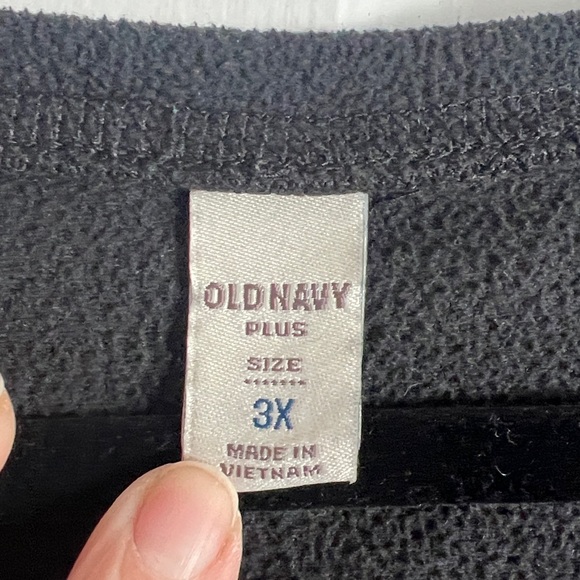 OLD NAVY
PLUS
SIZE
3X
MADE IN
VIETNAM